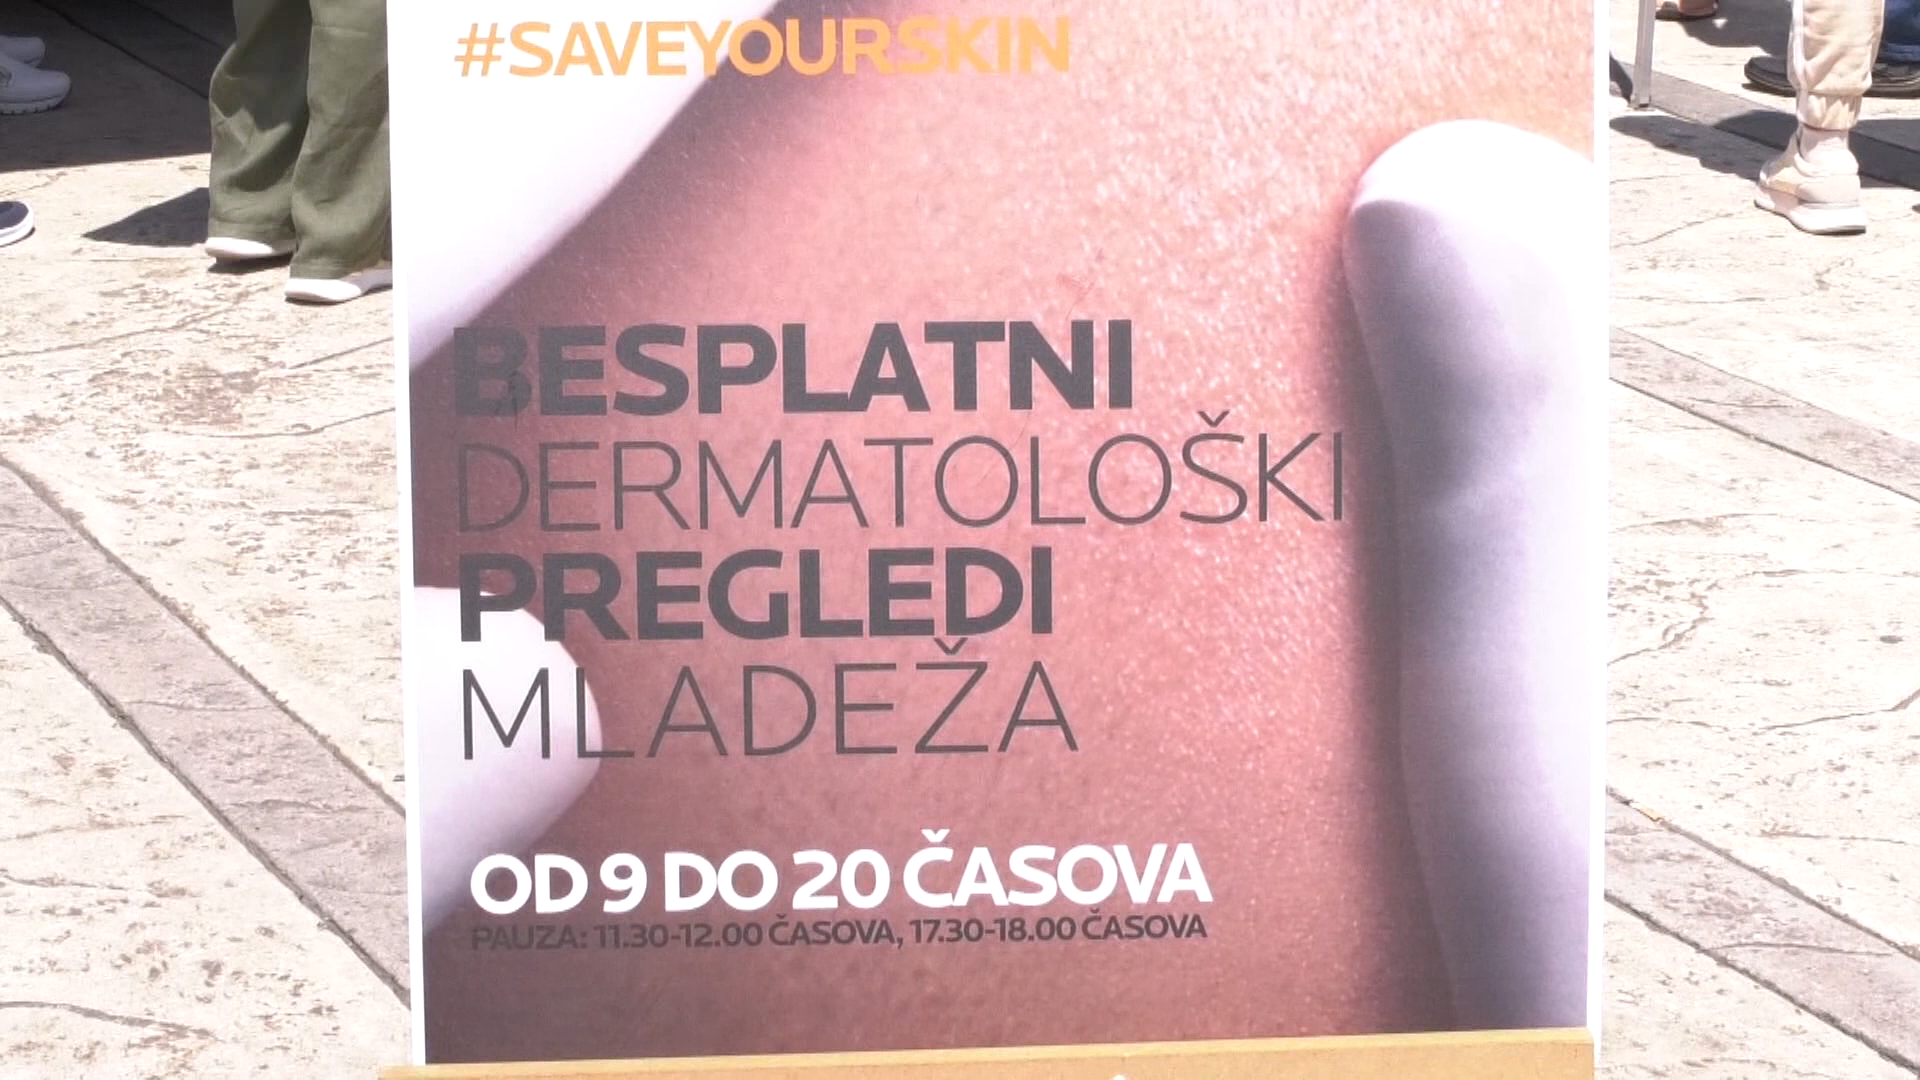 #SAVEYOURSKIN
BESPLATNI
DERMATOLOŠKI
PREGLEDI
MLADEŽA
OD 9 DO 20 ČASOVA
PAUZA: 11.30-12.00 ČASOVA, 17.30-18.00 ČASOVA